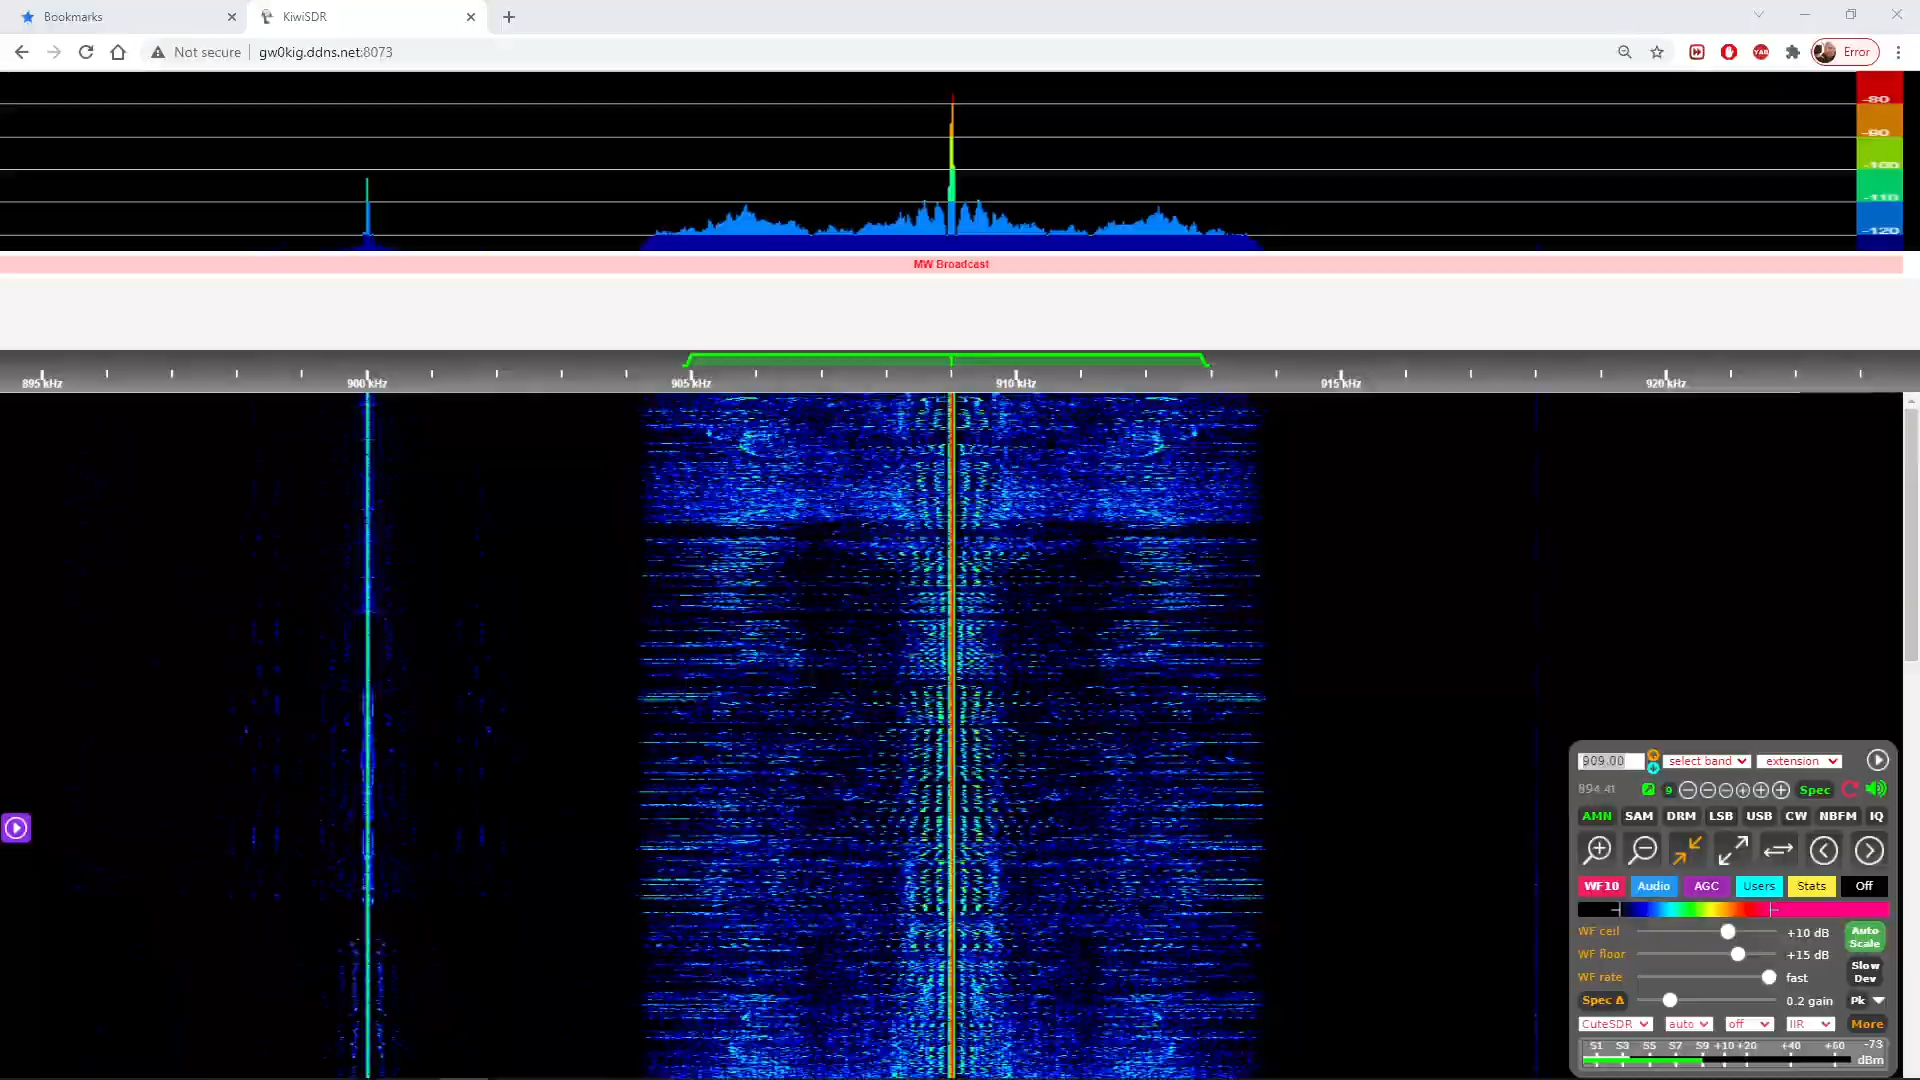 Bookmarks
KiwiSDR
Not secure
gw0kig.ddns.net:8073
YAB
Error
-80
-90
-100
-110
-120
MW Broadcast
895 kHz 900 kHz 905 kHz 910 kHz 915 kHz 920 kHz
909.00 select band extension
894.41 9 Spec
AMN SAM DRM LSB USB CW NBFM IQ
WF10 Audio AGC Users Stats Off
WF ceil +10 dB Auto Scale
WF floor +15 dB
WF rate fast Slow Dev
Spec Δ 0.2 gain Pk
CuteSDR auto off IIR More
S1 S3 S5 S7 S9 +10 +20 +40 +60 -73
dBm